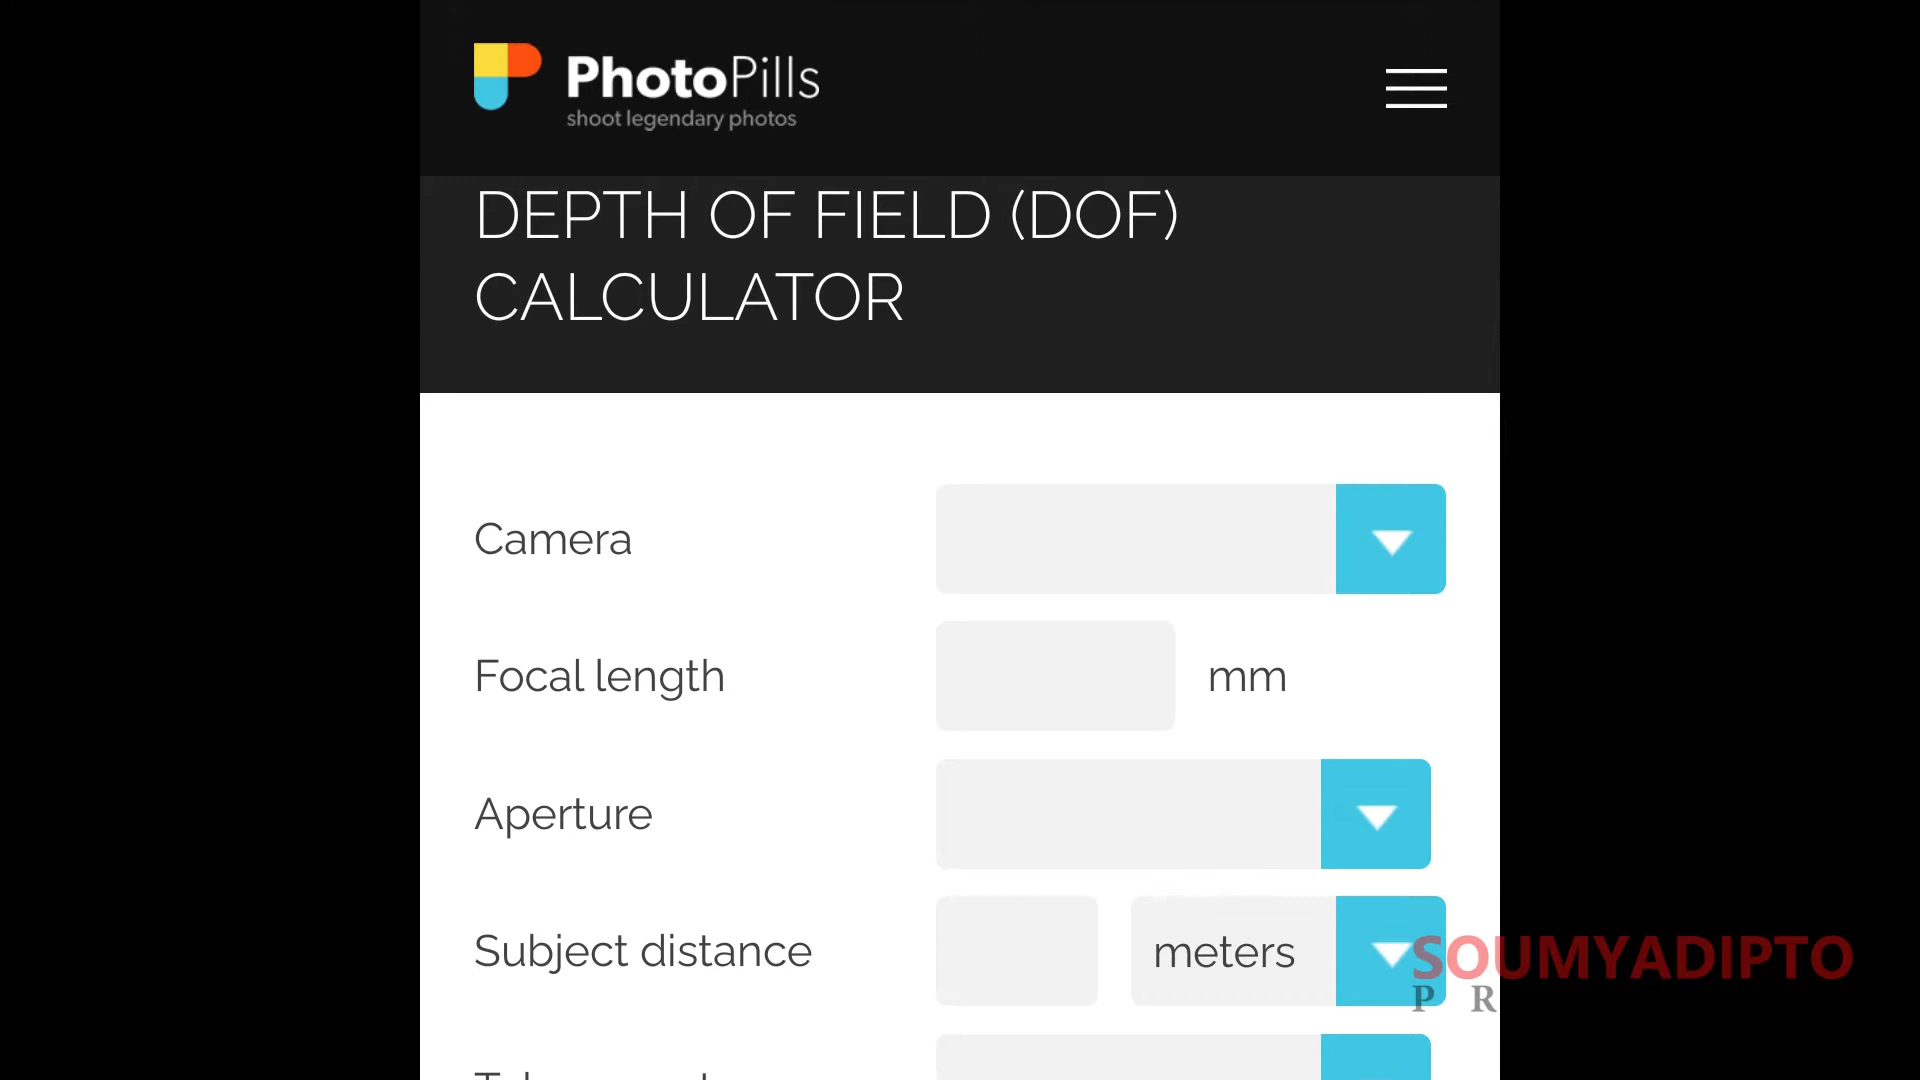 PhotoPills
shoot legendary photos
DEPTH OF FIELD (DOF)
CALCULATOR
Camera
Focal length
mm
Aperture
Subject distance
meters
SOUMYADIPTO
P R